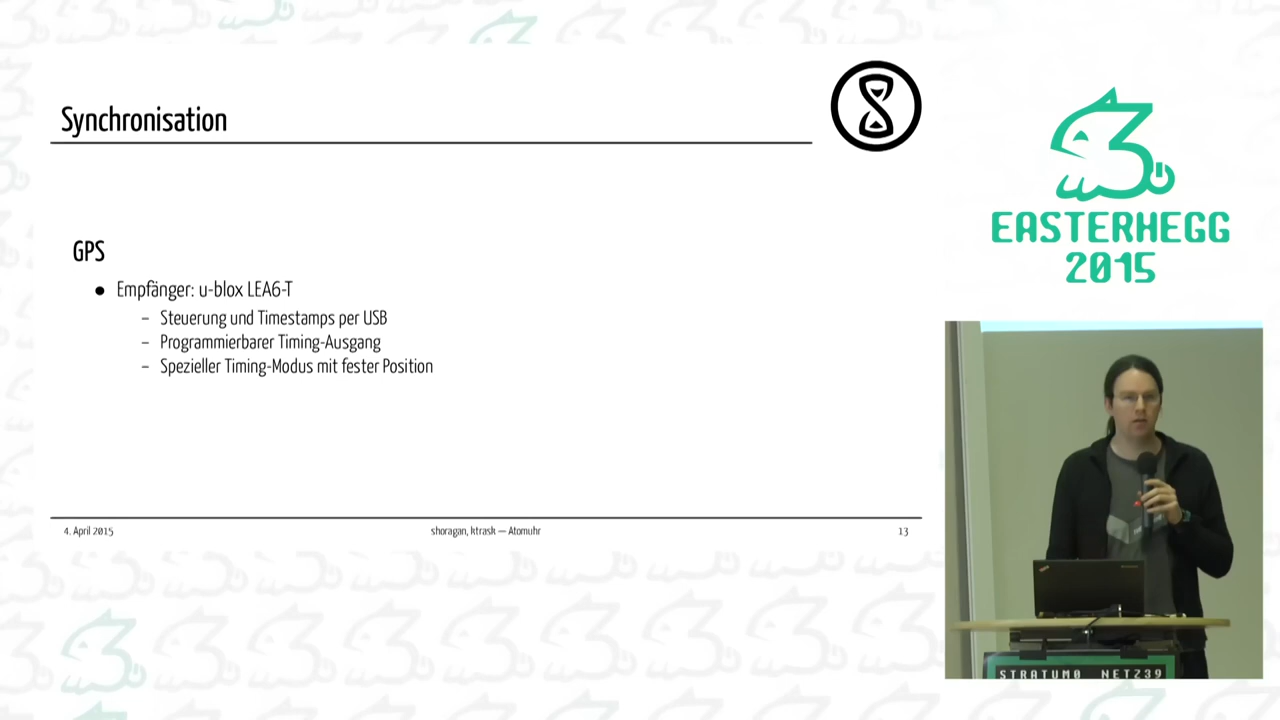 Synchronisation
GPS
● Empfänger: u-blox LEA6-T
– Steuerung und Timestamps per USB
– Programmierbarer Timing-Ausgang
– Spezieller Timing-Modus mit fester Position
4. April 2015
shoragan, ktrask — Atomuhr
13
EASTERHEGG
2015
STRATUM0 NETZ39